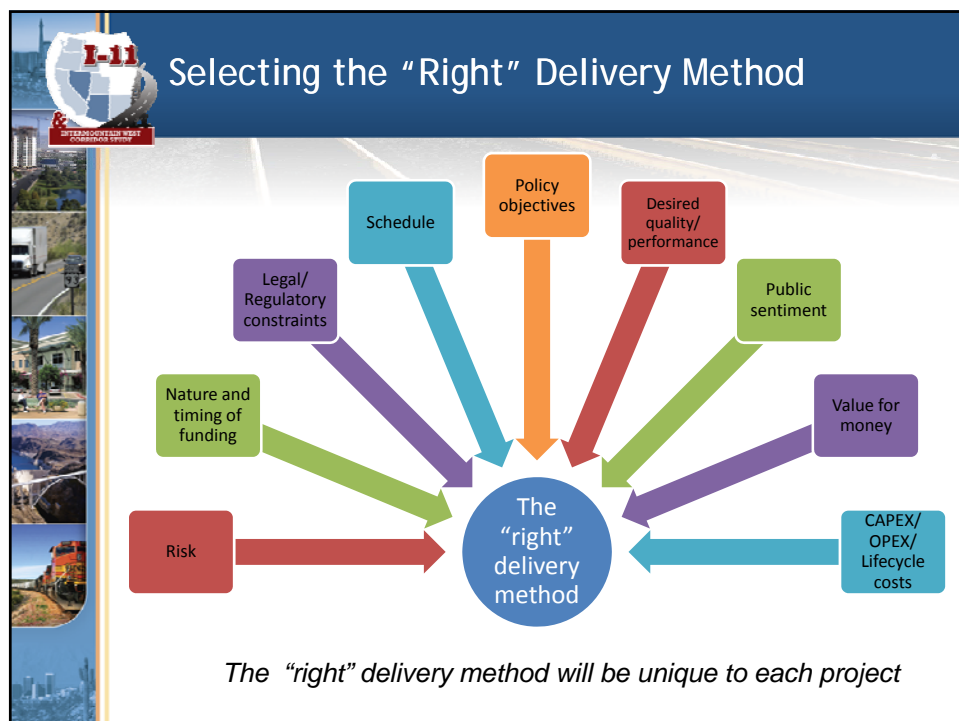 I-11
&
INTERMOUNTAIN WEST
CORRIDOR STUDY
Selecting the “Right” Delivery Method
Policy
objectives
Schedule
Desired
quality/
performance
Legal/
Regulatory
constraints
Public
sentiment
Nature and
timing of
funding
Value for
money
Risk
The
“right”
delivery
method
CAPEX/
OPEX/
Lifecycle
costs
The “right” delivery method will be unique to each project